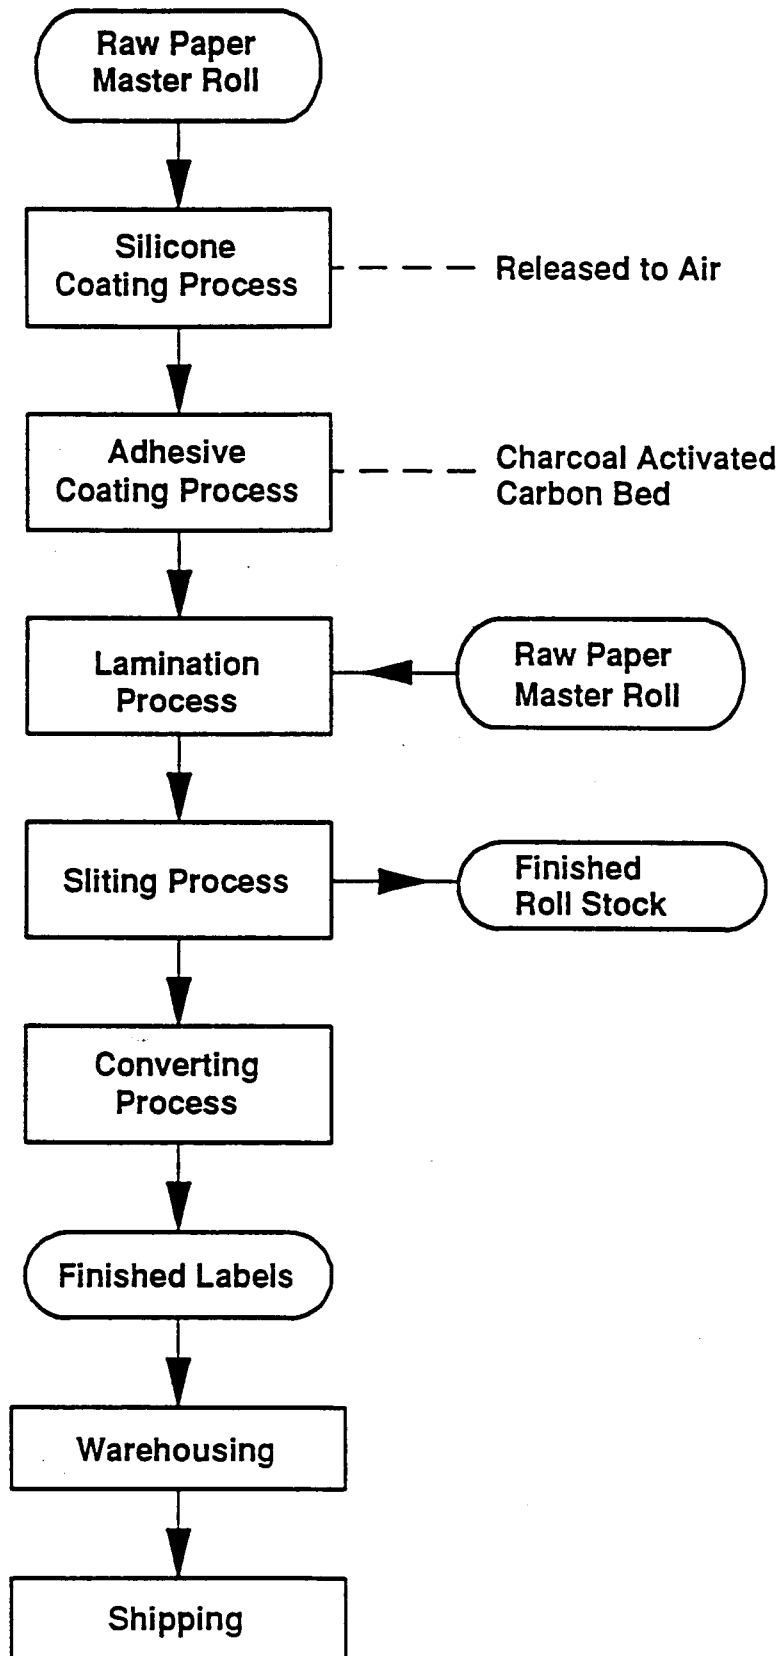 Raw Paper
Master Roll
Silicone
Coating Process
Released to Air
Adhesive
Coating Process
Charcoal Activated
Carbon Bed
Lamination
Process
Raw Paper
Master Roll
Sliting Process
Finished
Roll Stock
Converting
Process
Finished Labels
Warehousing
Shipping